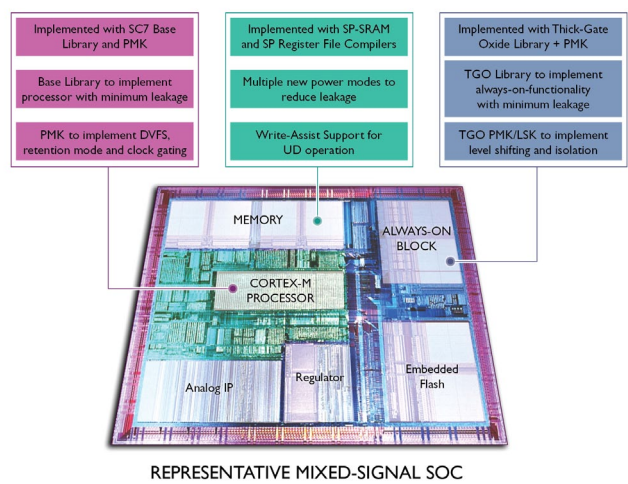 Implemented with SC7 Base
Library and PMK
Base Library to implement
processor with minimum leakage
PMK to implement DVFS,
retention mode and clock gating
Implemented with SP-SRAM
and SP Register File Compilers
Multiple new power modes to
reduce leakage
Write-Assist Support for
UD operation
Implemented with Thick-Gate
Oxide Library + PMK
TGO Library to implement
always-on-functionality
with minimum leakage
TGO PMK/LSK to implement
level shifting and isolation
MEMORY
ALWAYS-ON
BLOCK
CORTEX-M
PROCESSOR
Analog IP
Regulator
Embedded
Flash
REPRESENTATIVE MIXED-SIGNAL SOC